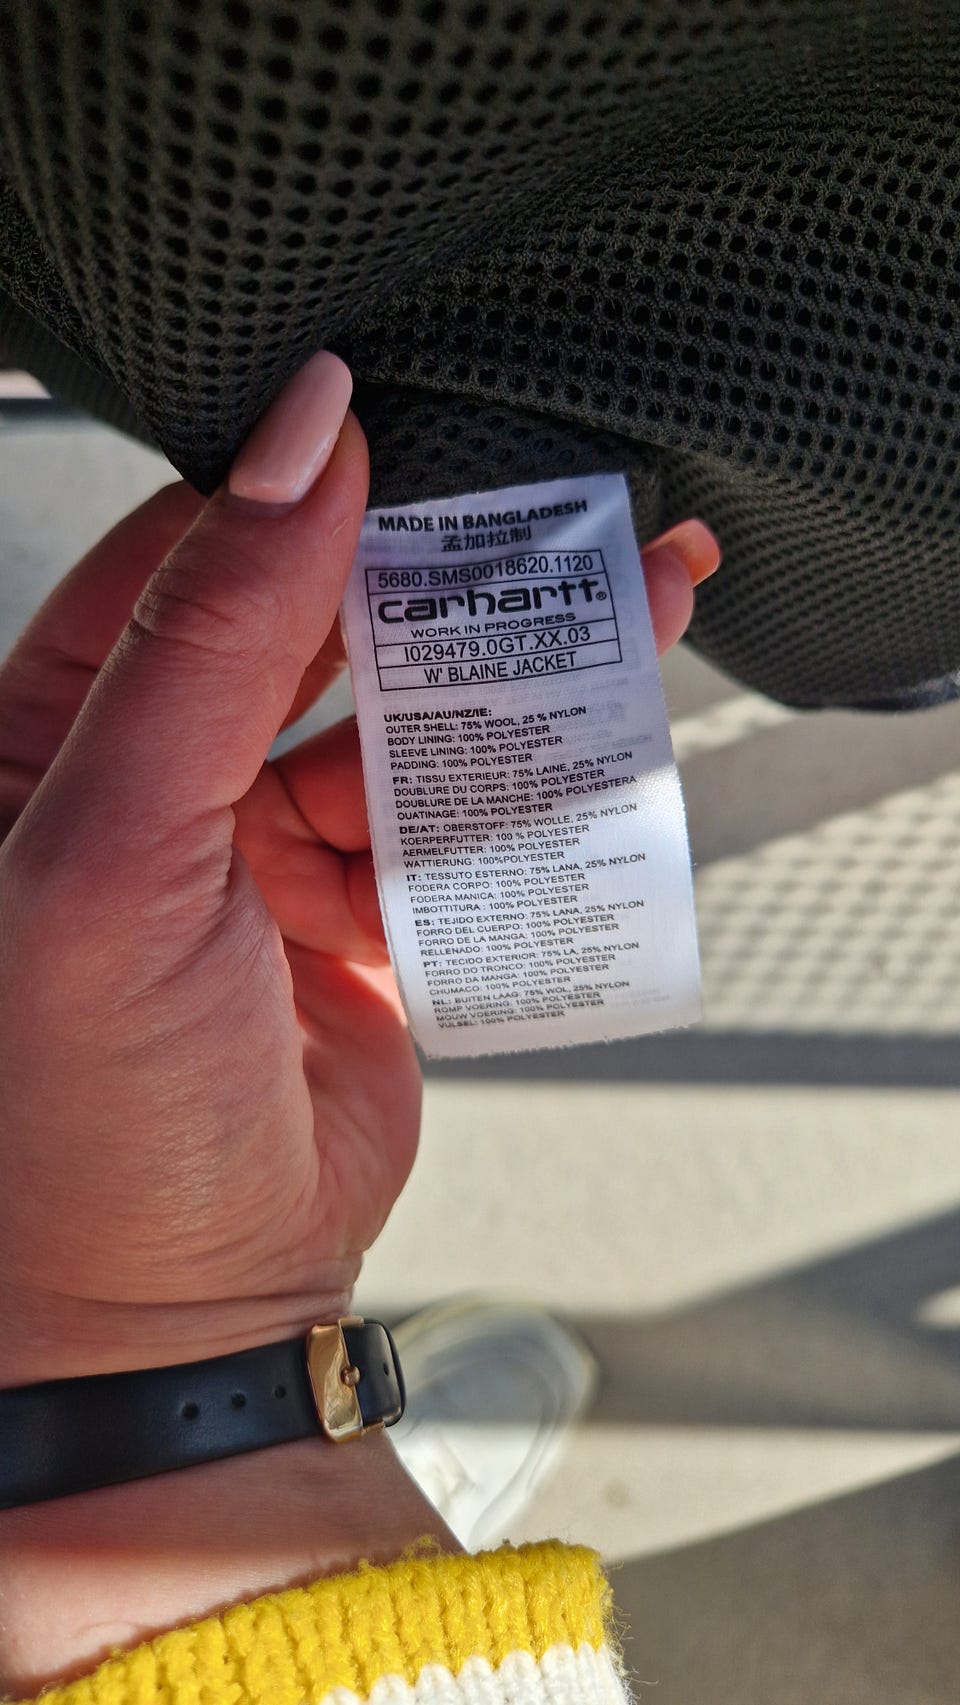 MADE IN BANGLADESH
孟加拉制
5680.SMS0018620.1120
carhartt®
WORK IN PROGRESS
I029479.0GT.XX.03
W' BLAINE JACKET
UK/USA/AU/NZ/IE:
OUTER SHELL: 75% WOOL, 25 % NYLON
BODY LINING: 100% POLYESTER
SLEEVE LINING: 100% POLYESTER
PADDING: 100% POLYESTER
FR: TISSU EXTERIEUR: 75% LAINE, 25% NYLON
DOUBLURE DU CORPS: 100% POLYESTER
DOUBLURE DE LA MANCHE: 100% POLYESTERA
OUATINAGE: 100% POLYESTER
DE/AT: OBERSTOFF: 75% WOLLE, 25% NYLON
KOERPERFUTTER: 100 % POLYESTER
AERMELFUTTER: 100% POLYESTER
WATTIERUNG: 100%POLYESTER
IT: TESSUTO ESTERNO: 75% LANA, 25% NYLON
FODERA CORPO: 100% POLYESTER
FODERA MANICA: 100% POLYESTER
IMBOTTITURA : 100% POLYESTER
ES: TEJIDO EXTERNO: 75% LANA, 25% NYLON
FORRO DEL CUERPO: 100% POLYESTER
FORRO DE LA MANGA: 100% POLYESTER
RELLENADO: 100% POLYESTER
PT: TECIDO EXTERIOR: 75% LA, 25% NYLON
FORRO DO TRONCO: 100% POLYESTER
FORRO DA MANGA: 100% POLYESTER
CHUMACO: 100% POLYESTER
NL: BUITEN LAAG: 75% WOL, 25% NYLON
ROMP VOERING: 100% POLYESTER
MOUW VOERING: 100% POLYESTER
VULSEL: 100% POLYESTER